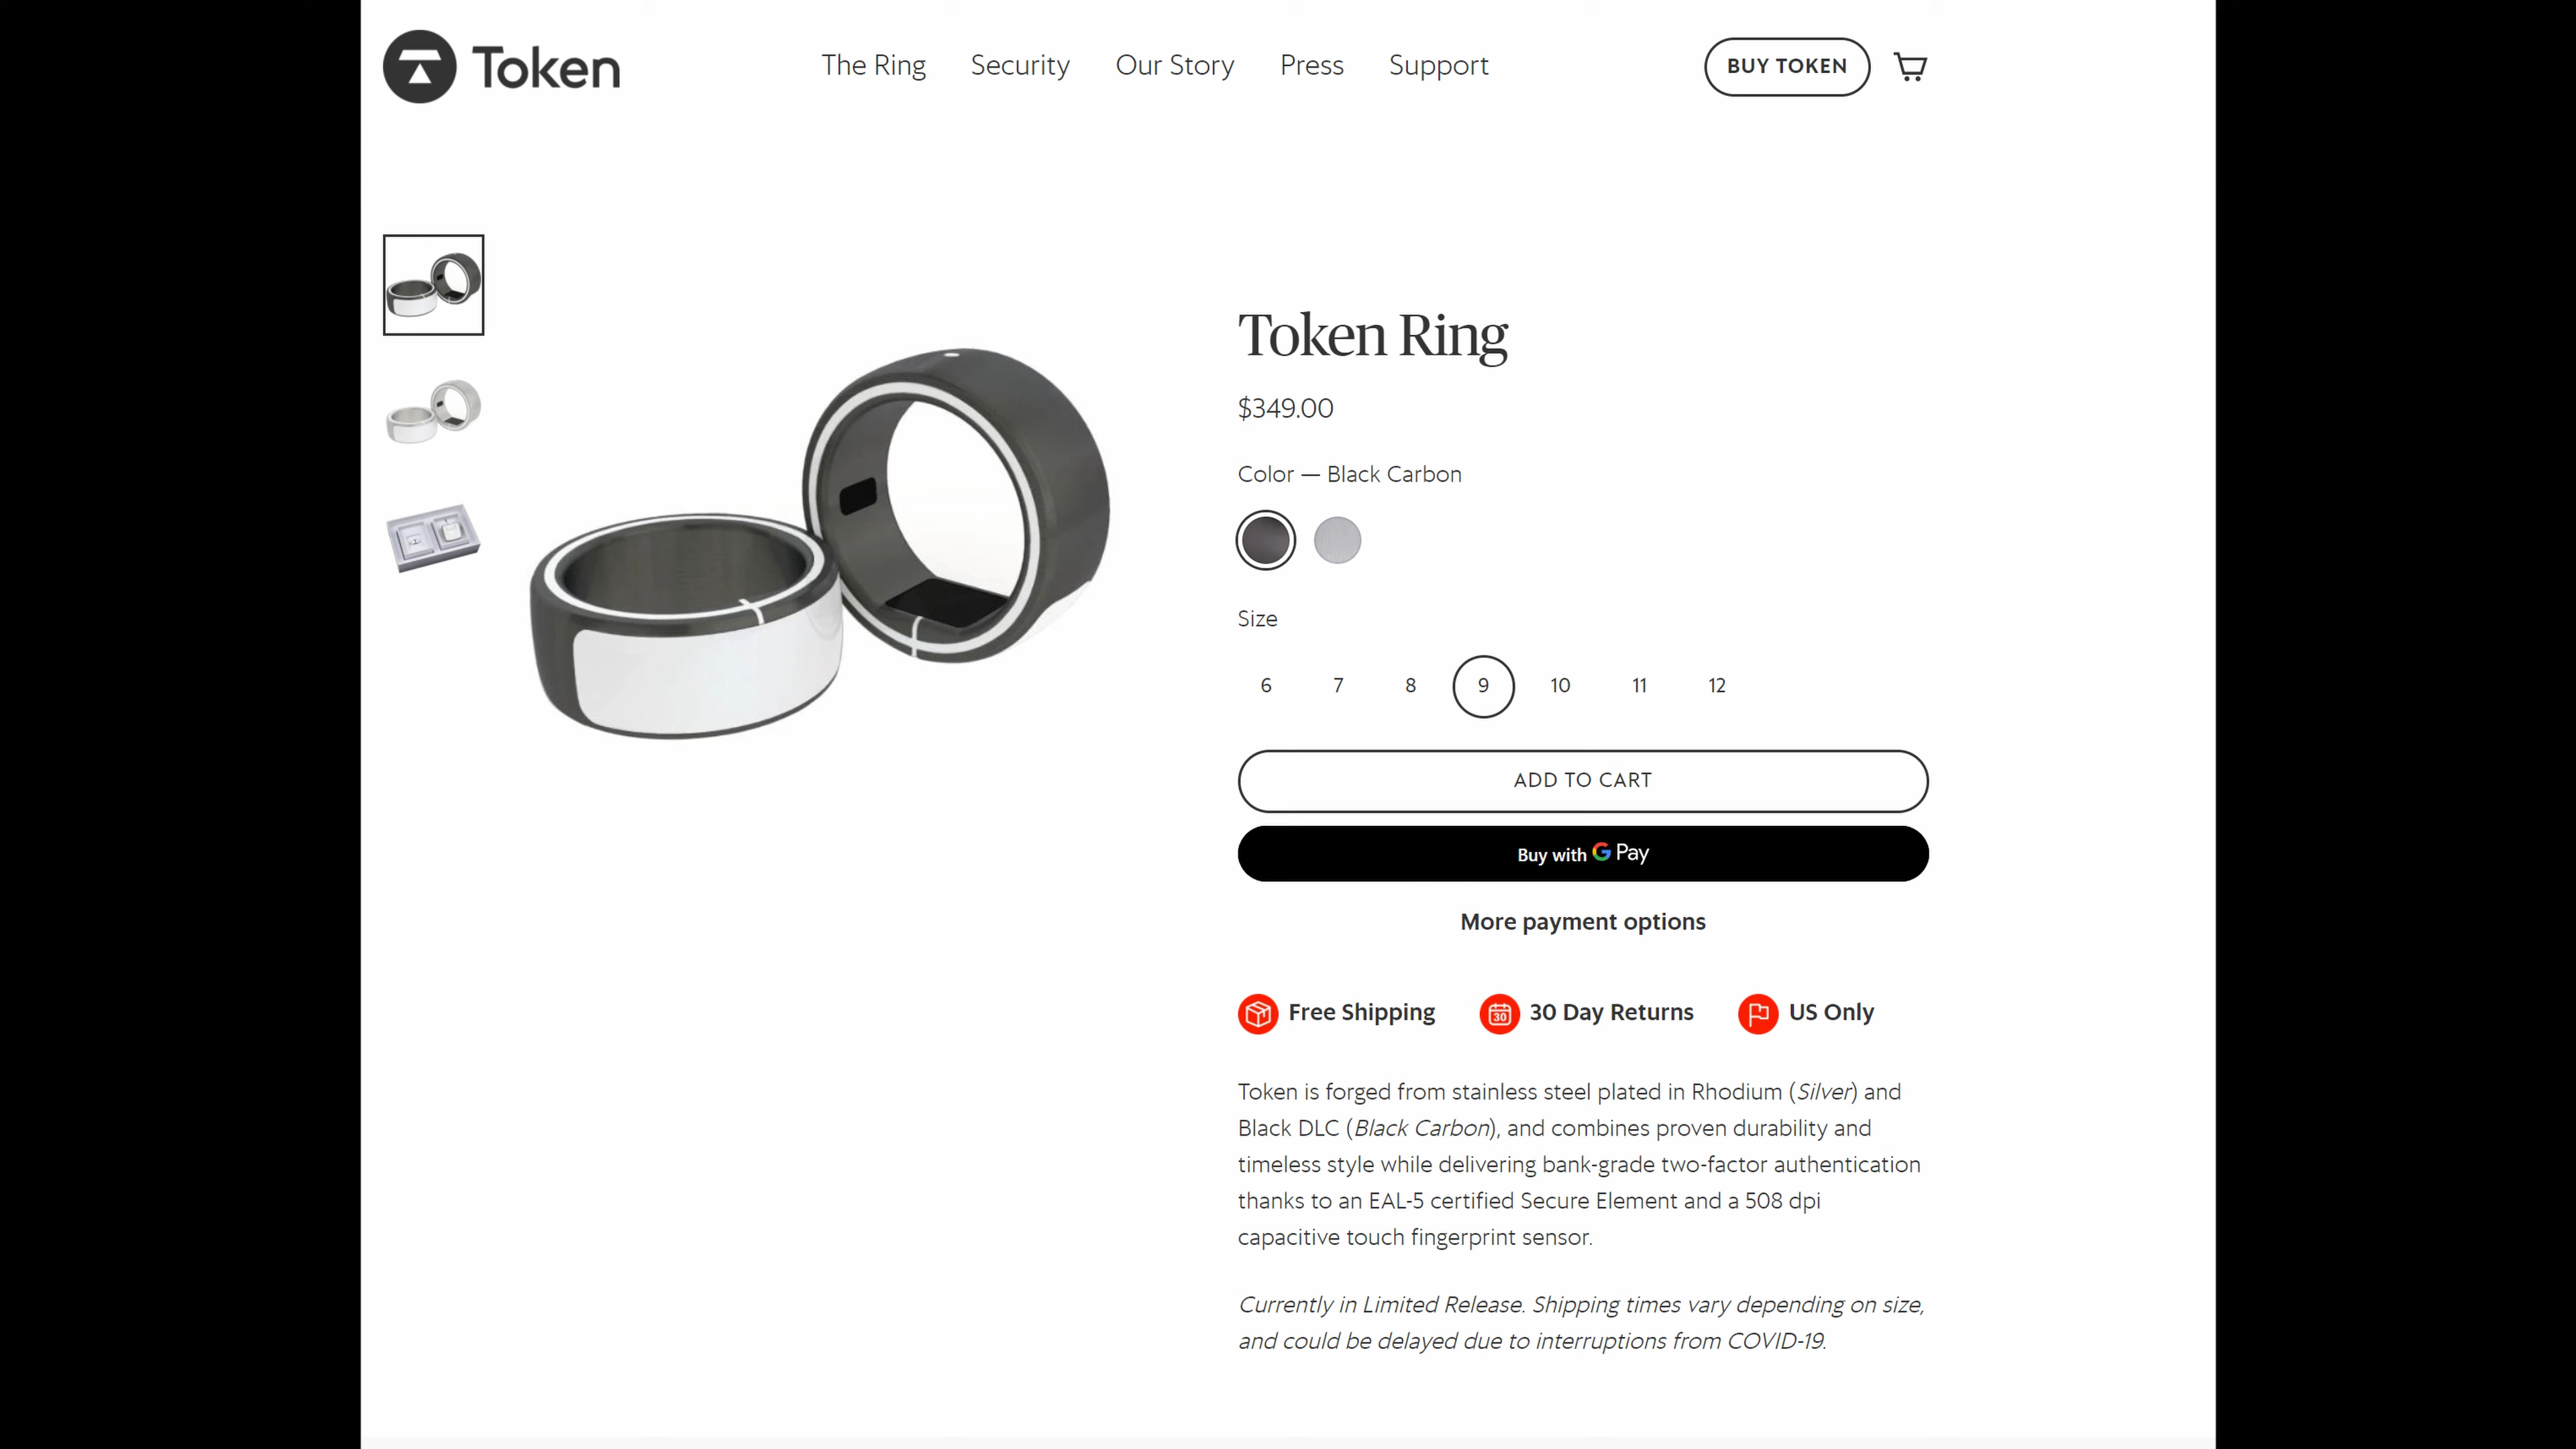 Token
The Ring
Security
Our Story
Press
Support
BUY TOKEN
Token Ring
$349.00
Color — Black Carbon
Size
6 7 8 9 10 11 12
ADD TO CART
Buy with G Pay
More payment options
Free Shipping
30
30 Day Returns
US Only
Token is forged from stainless steel plated in Rhodium (Silver) and
Black DLC (Black Carbon), and combines proven durability and
timeless style while delivering bank-grade two-factor authentication
thanks to an EAL-5 certified Secure Element and a 508 dpi
capacitive touch fingerprint sensor.
Currently in Limited Release. Shipping times vary depending on size,
and could be delayed due to interruptions from COVID-19.